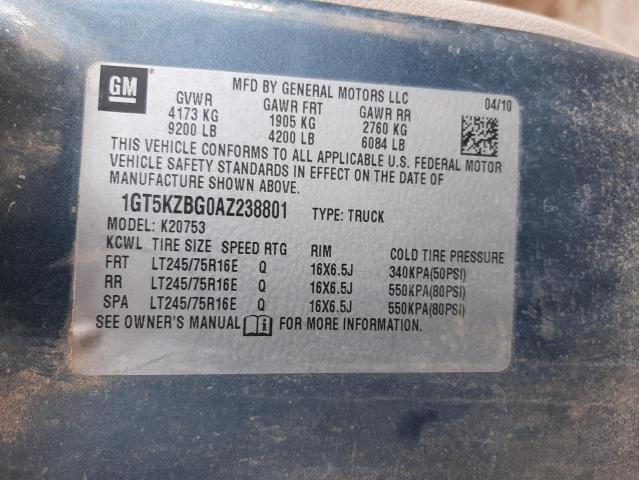 GM
MFD BY GENERAL MOTORS LLC
04/10
GVWR GAWR FRT GAWR RR
4173 KG 1905 KG 2760 KG
9200 LB 4200 LB 6084 LB
THIS VEHICLE CONFORMS TO ALL APPLICABLE U.S. FEDERAL MOTOR
VEHICLE SAFETY STANDARDS IN EFFECT ON THE DATE OF
MANUFACTURE SHOWN ABOVE.
1GT5KZBG0AZ238801 TYPE: TRUCK
MODEL: K20753
KCWL TIRE SIZE SPEED RTG RIM COLD TIRE PRESSURE
FRT LT245/75R16E Q 16X6.5J 340KPA(50PSI)
RR LT245/75R16E Q 16X6.5J 550KPA(80PSI)
SPA LT245/75R16E Q 16X6.5J 550KPA(80PSI)
SEE OWNER'S MANUAL FOR MORE INFORMATION.